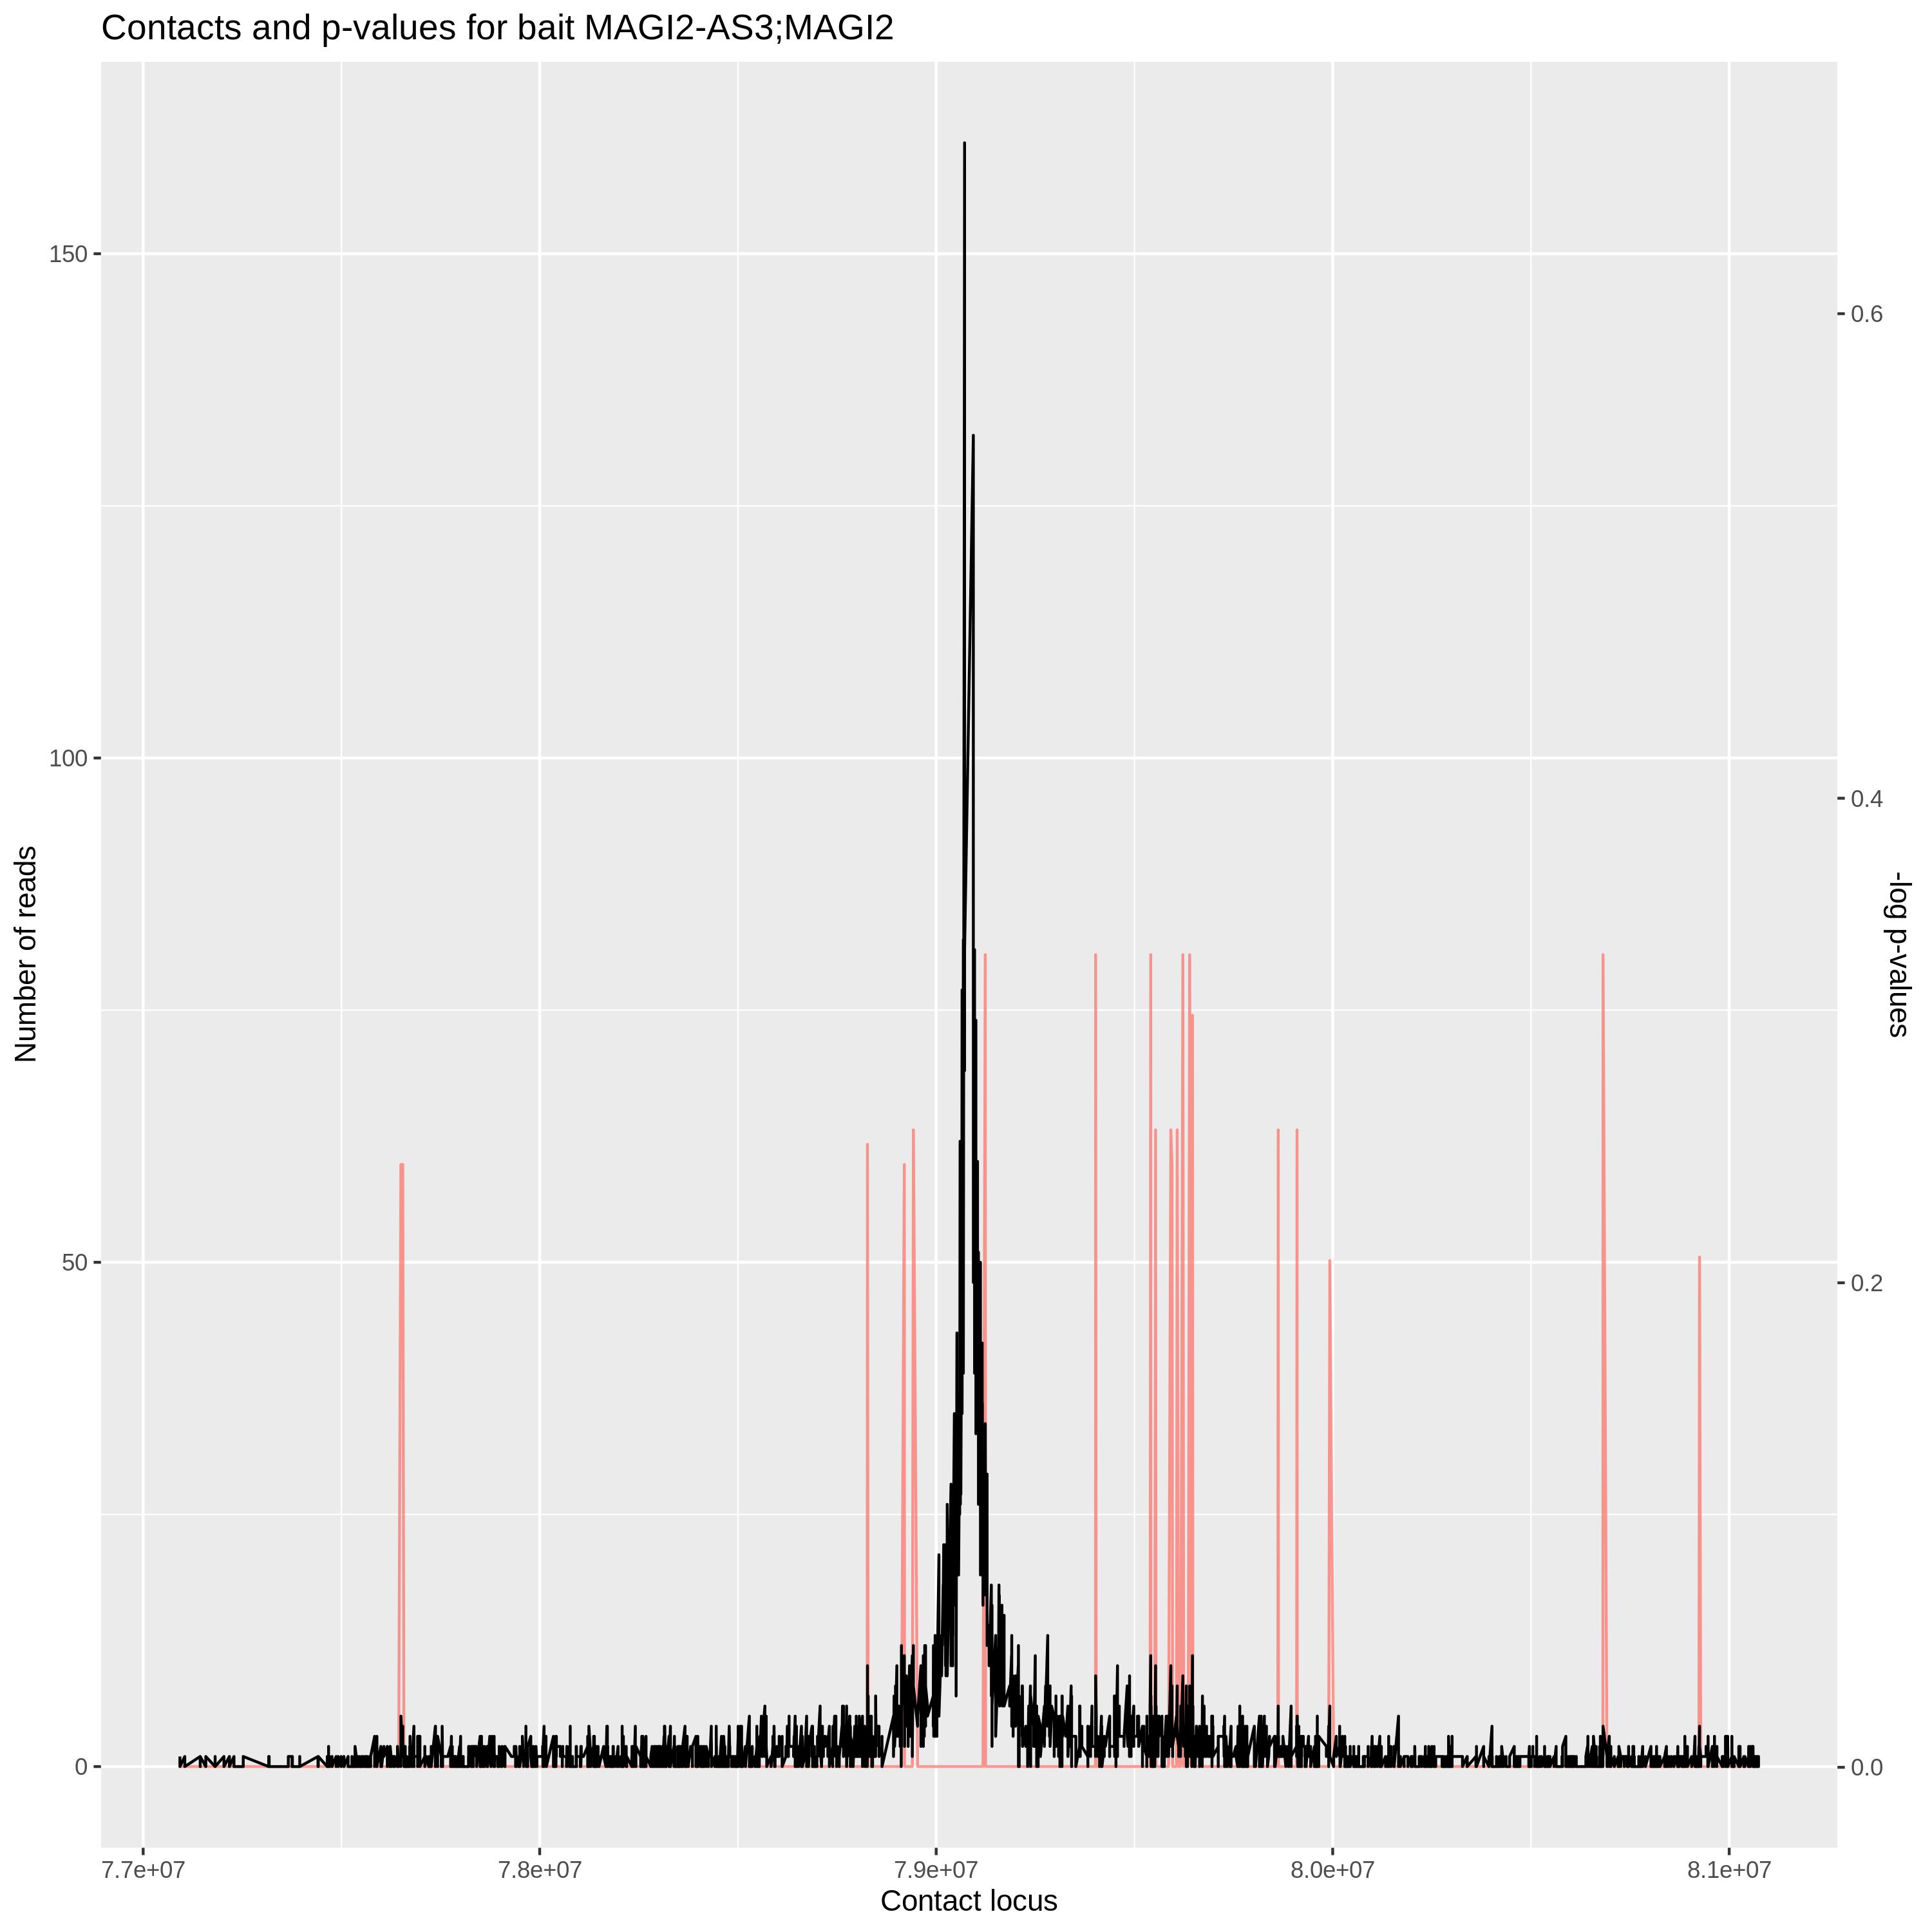 Contacts and p-values for bait MAGI2-AS3;MAGI2
150
100
50
0
Number of reads
0.6
0.4
0.2
0.0
-log p-values
7.7e+07 7.8e+07 7.9e+07 8.0e+07 8.1e+07
Contact locus